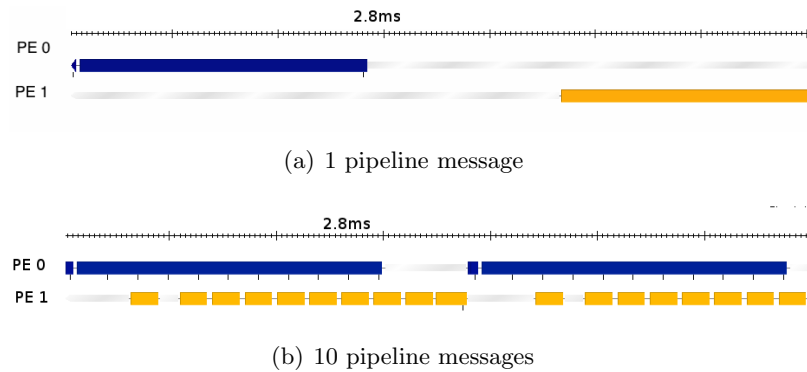 2.8ms
PE 0
PE 1
(a) 1 pipeline message
2.8ms
PE 0
PE 1
(b) 10 pipeline messages